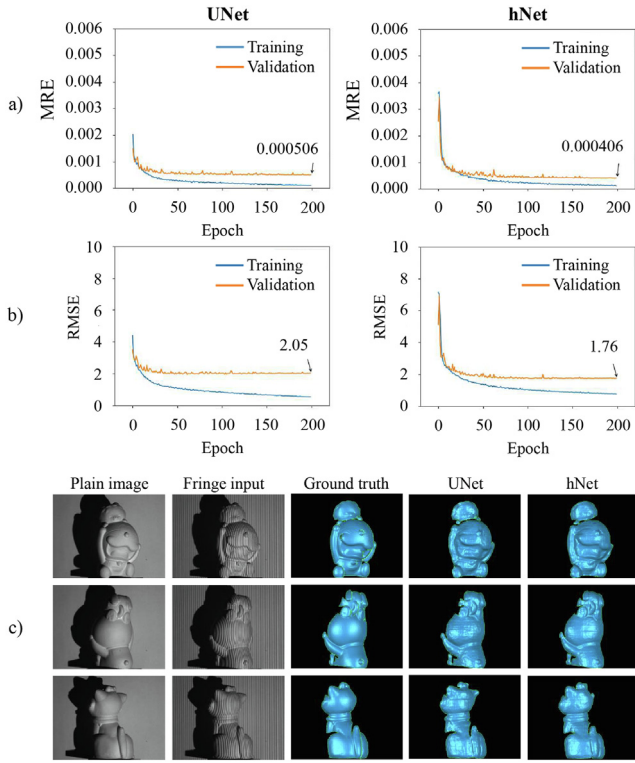 UNet hNet
a)
0.006 0.006
0.005 0.005
0.004 0.004
0.003 0.003
0.002 0.002
0.001 0.001
0.000 0.000
MRE MRE
Training Training
Validation Validation
0.000506 0.000406
0 50 100 150 200 0 50 100 150 200
Epoch Epoch
b)
10 10
8 8
6 6
4 4
2 2
0 0
RMSE RMSE
Training Training
Validation Validation
2.05 1.76
0 50 100 150 200 0 50 100 150 200
Epoch Epoch
Plain image Fringe input Ground truth UNet hNet
c)